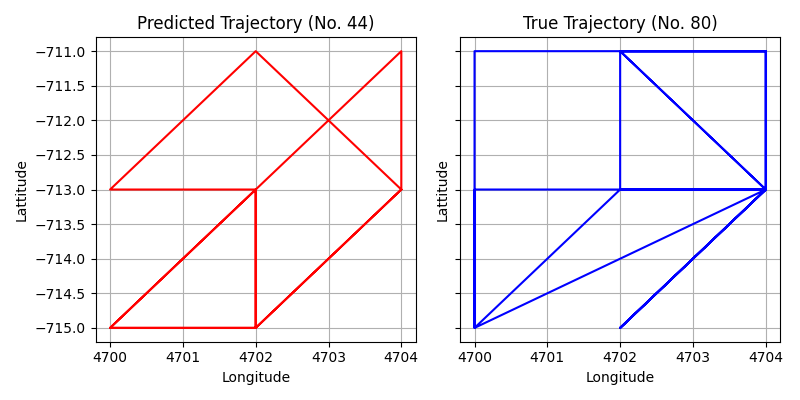 Predicted Trajectory (No. 44)
True Trajectory (No. 80)
−711.0
−711.5
−712.0
−712.5
−713.0
−713.5
−714.0
−714.5
−715.0
Lattitude
Lattitude
4700 4701 4702 4703 4704
4700 4701 4702 4703 4704
Longitude
Longitude